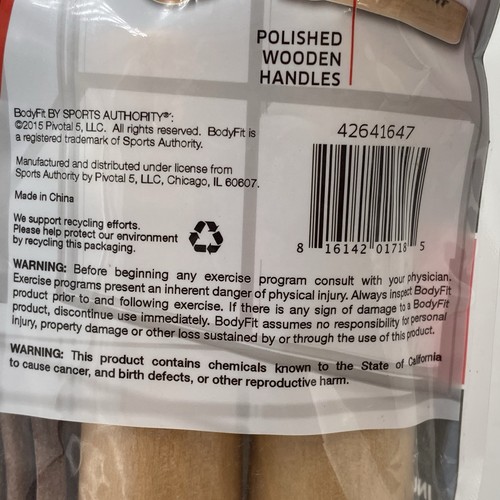 POLISHED
WOODEN
HANDLES
BodyFit BY SPORTS AUTHORITY®:
©2015 Pivotal 5, LLC. All rights reserved. BodyFit is
a registered trademark of Sports Authority.
Manufactured and distributed under license from
Sports Authority by Pivotal 5, LLC, Chicago, IL 60607.
Made in China
We support recycling efforts.
Please help protect our environment
by recycling this packaging.
42641647
8 16142 01718 5
WARNING: Before beginning any exercise program consult with your physician.
Exercise programs present an inherent danger of physical injury. Always inspect BodyFit
product prior to and following exercise. If there is any sign of damage to a BodyFit
product, discontinue use immediately. BodyFit assumes no responsibility for personal
injury, property damage or other loss sustained by or through the use of this product.
WARNING: This product contains chemicals known to the State of California
to cause cancer, and birth defects, or other reproductive harm.